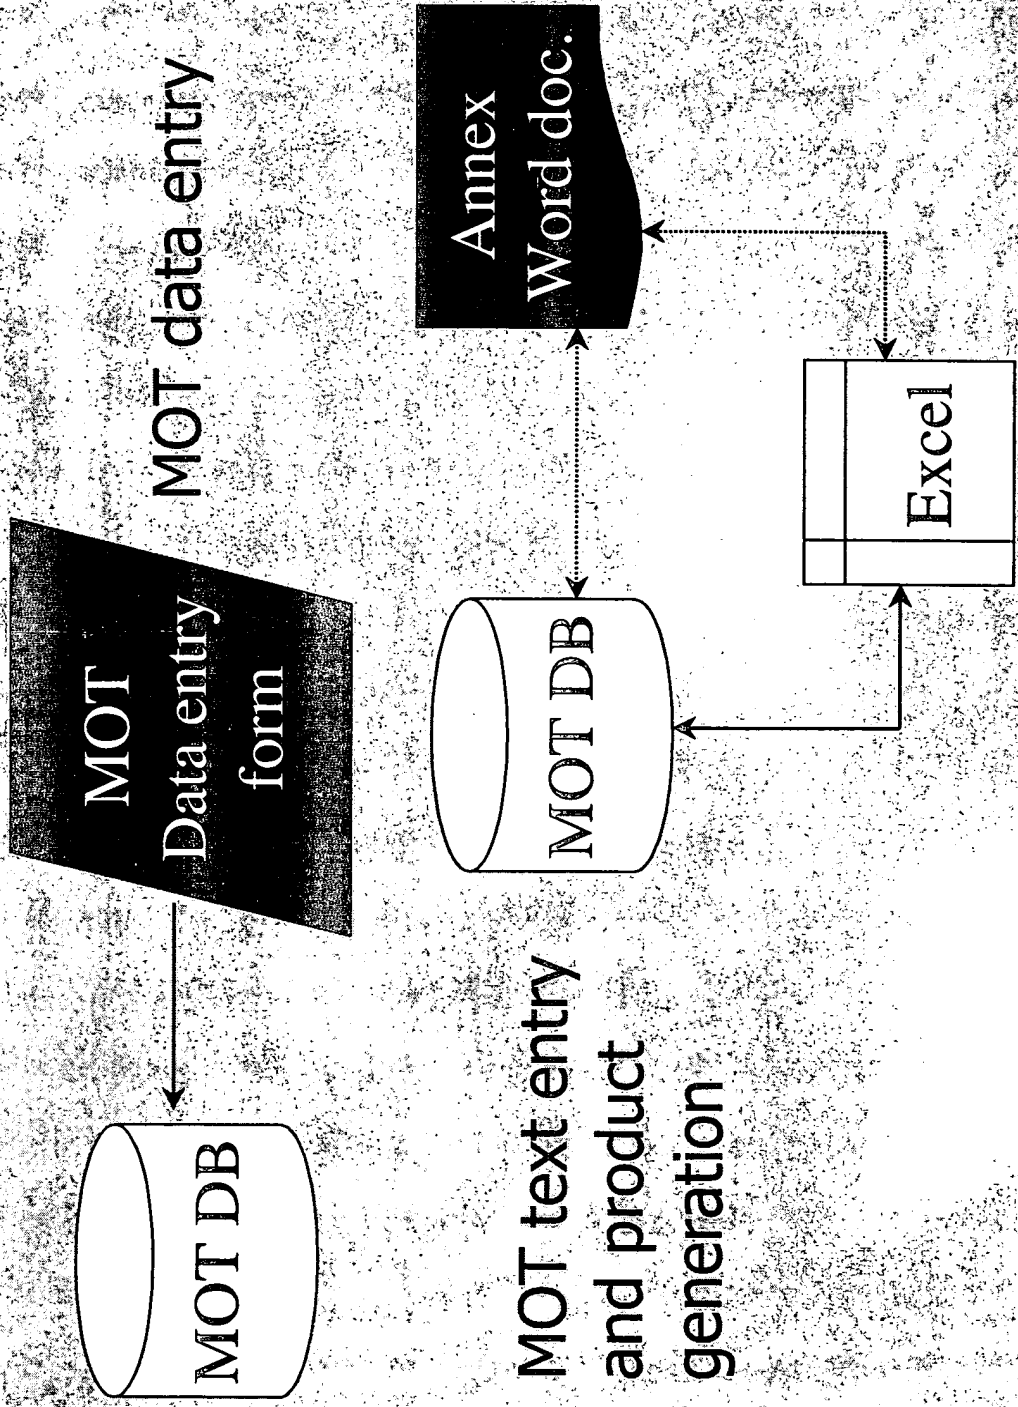 MOT DB
MOT
Data entry
form
MOT data entry
MOT text entry
and product
generation
MOT DB
Annex
Word doc.
Excel